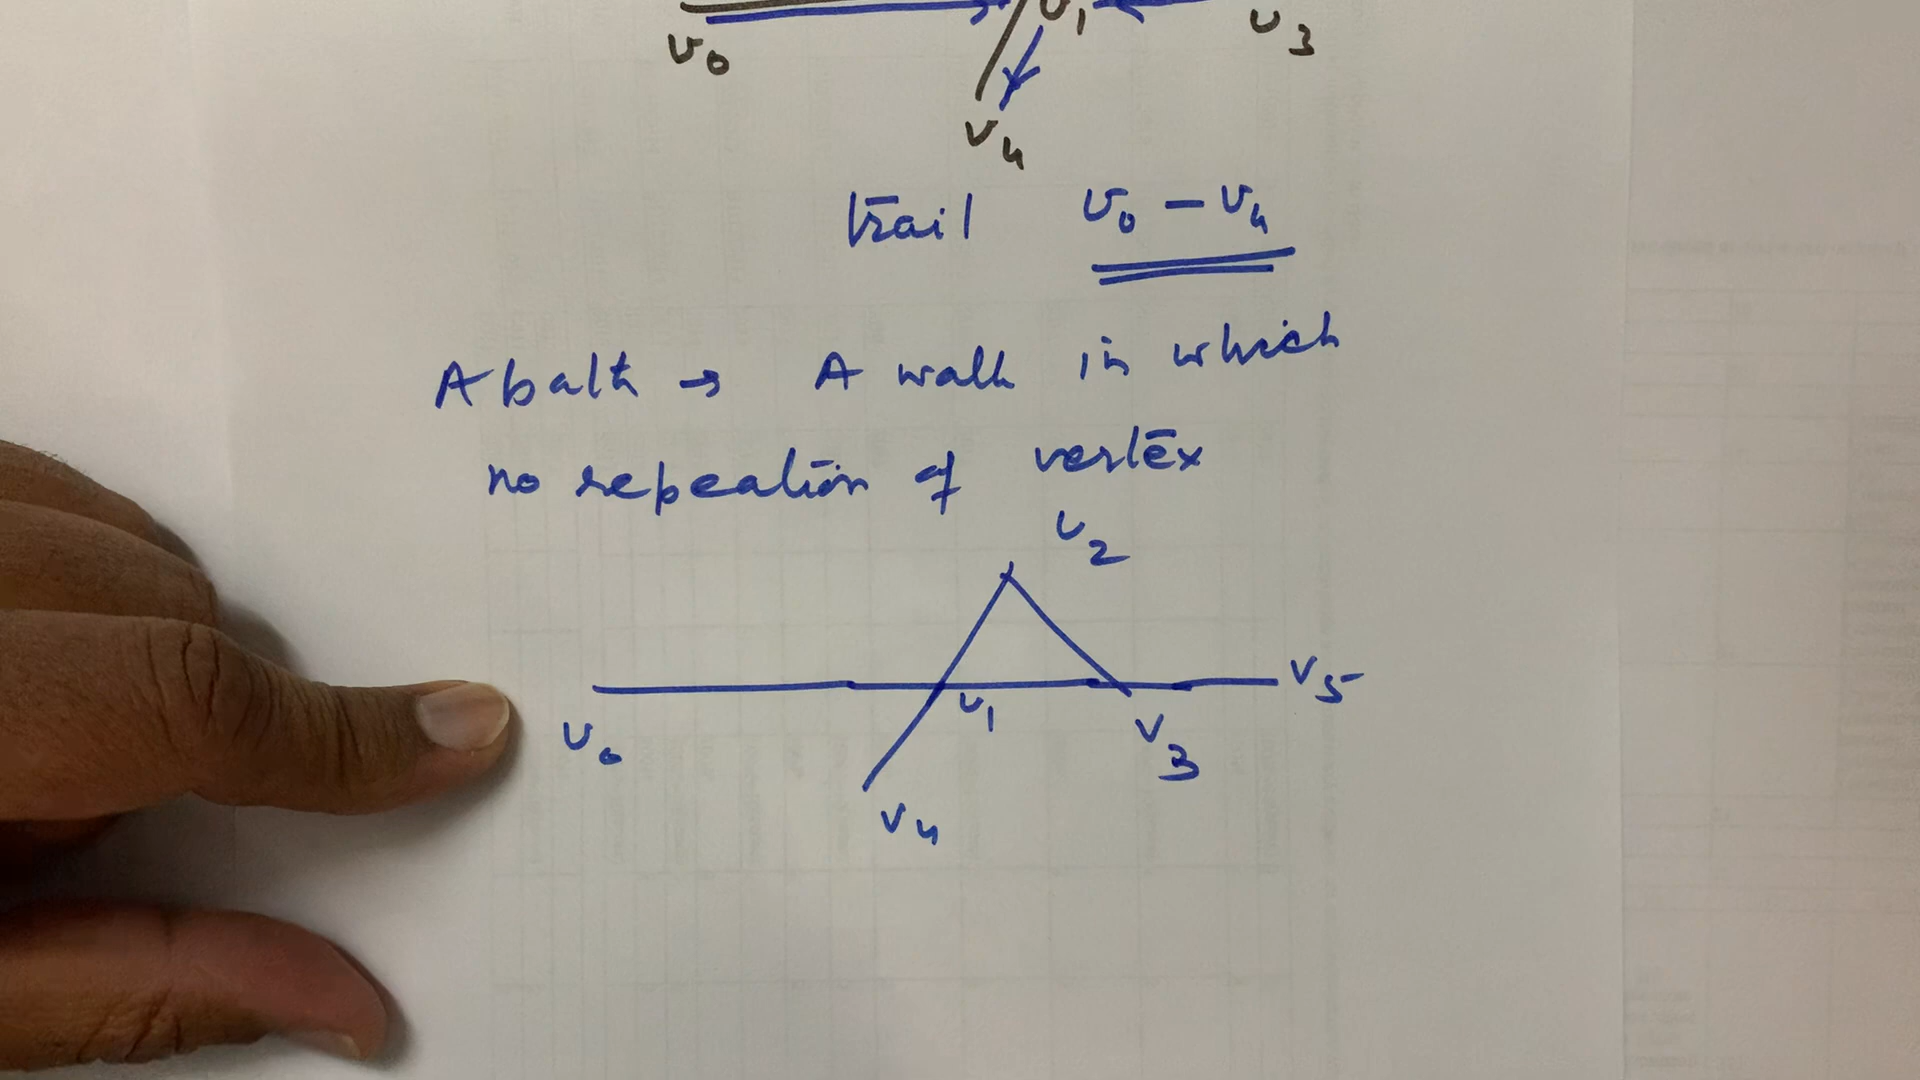 v0 v1 v3
v4
trail v0 - v4
A path → A walk in which
no repeation of vertex
v2
v0 v1 v3 v5
v4